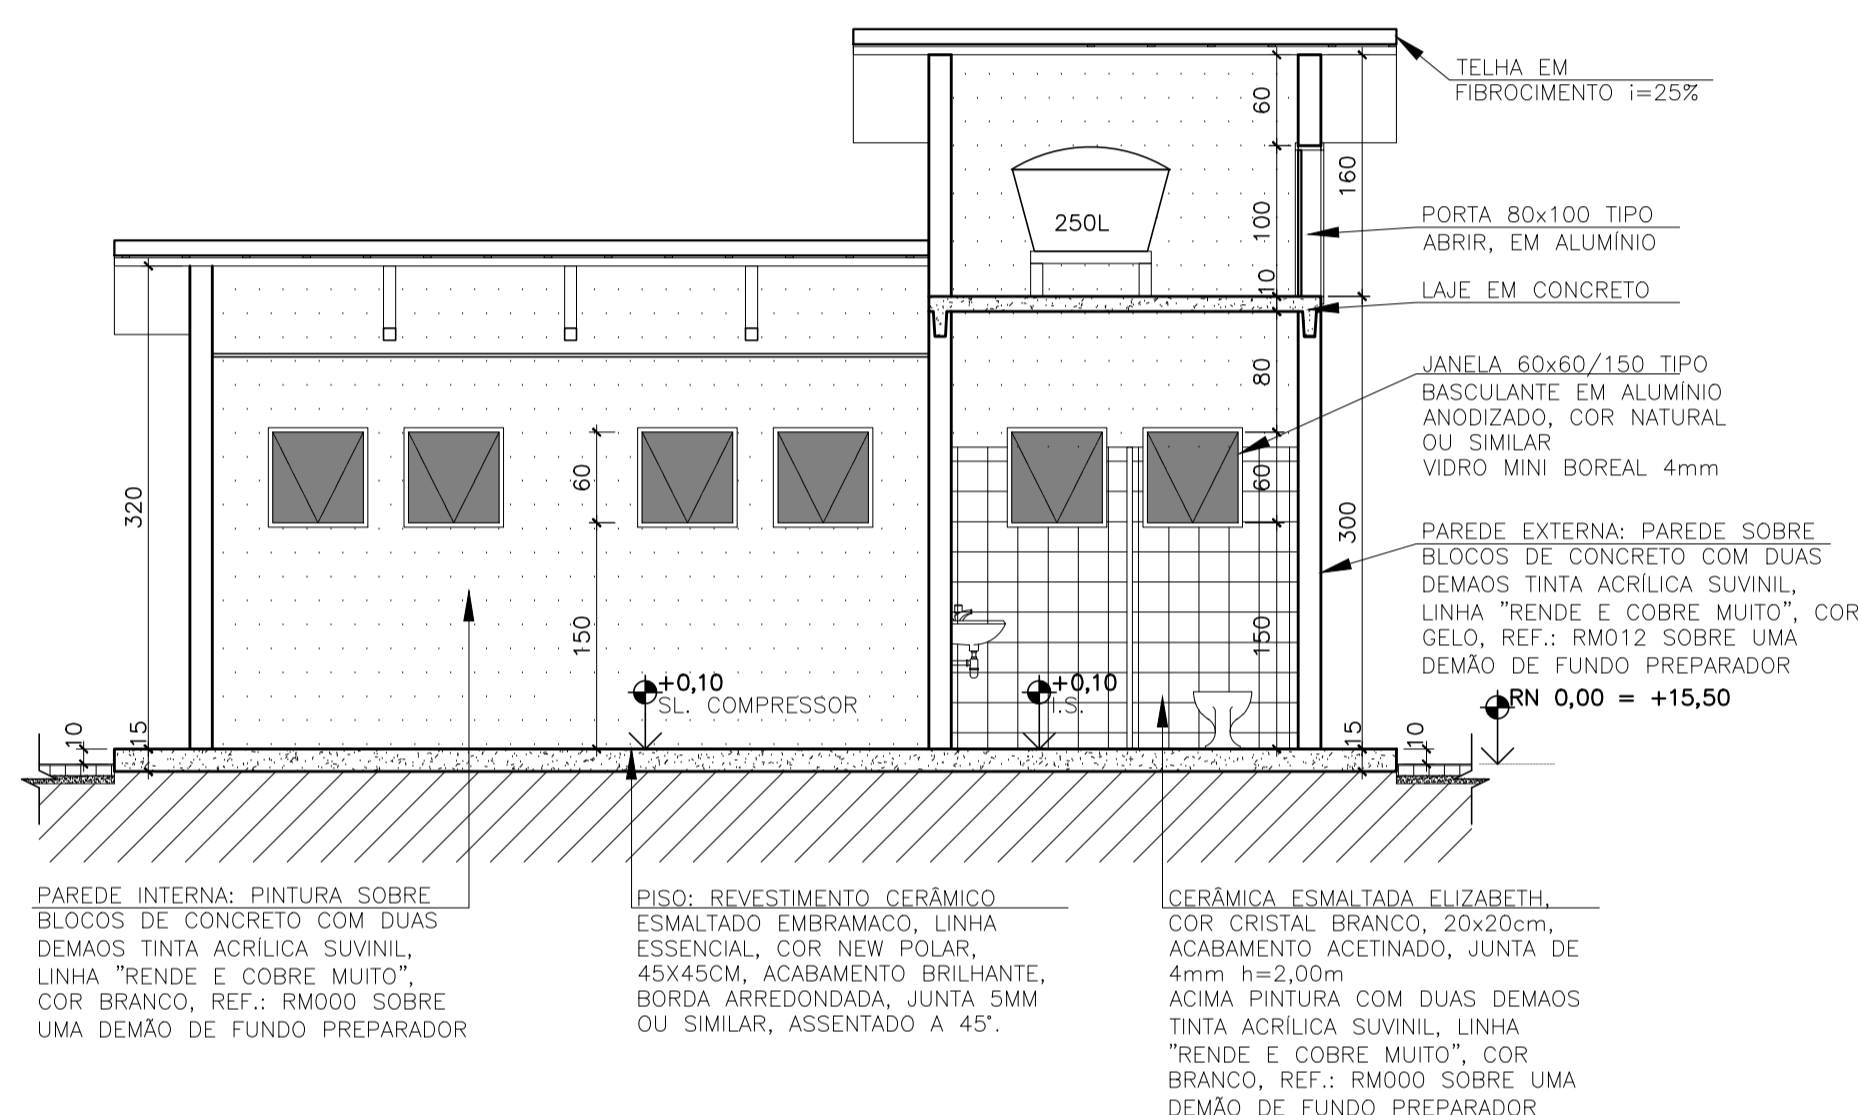 TELHA EM
FIBROCIMENTO i=25%
60
160
100
250L
10
PORTA 80x100 TIPO
ABRIR, EM ALUMÍNIO
LAJE EM CONCRETO
80
JANELA 60x60/150 TIPO
BASCULANTE EM ALUMÍNIO
ANODIZADO, COR NATURAL
OU SIMILAR
VIDRO MINI BOREAL 4mm
320
60
60
300
PAREDE EXTERNA: PAREDE SOBRE
BLOCOS DE CONCRETO COM DUAS
DEMAOS TINTA ACRÍLICA SUVINIL,
LINHA "RENDE E COBRE MUITO", COR
GELO, REF.: RM012 SOBRE UMA
DEMÃO DE FUNDO PREPARADOR
150
150
+0,10
SL. COMPRESSOR
+0,10
I.S.
RN 0,00 = +15,50
10
15
15
10
PAREDE INTERNA: PINTURA SOBRE
BLOCOS DE CONCRETO COM DUAS
DEMAOS TINTA ACRÍLICA SUVINIL,
LINHA "RENDE E COBRE MUITO",
COR BRANCO, REF.: RM000 SOBRE
UMA DEMÃO DE FUNDO PREPARADOR
PISO: REVESTIMENTO CERÂMICO
ESMALTADO EMBRAMACO, LINHA
ESSENCIAL, COR NEW POLAR,
45X45CM, ACABAMENTO BRILHANTE,
BORDA ARREDONDADA, JUNTA 5MM
OU SIMILAR, ASSENTADO A 45°.
CERÂMICA ESMALTADA ELIZABETH,
COR CRISTAL BRANCO, 20x20cm,
ACABAMENTO ACETINADO, JUNTA DE
4mm h=2,00m
ACIMA PINTURA COM DUAS DEMAOS
TINTA ACRÍLICA SUVINIL, LINHA
"RENDE E COBRE MUITO", COR
BRANCO, REF.: RM000 SOBRE UMA
DEMÃO DE FUNDO PREPARADOR